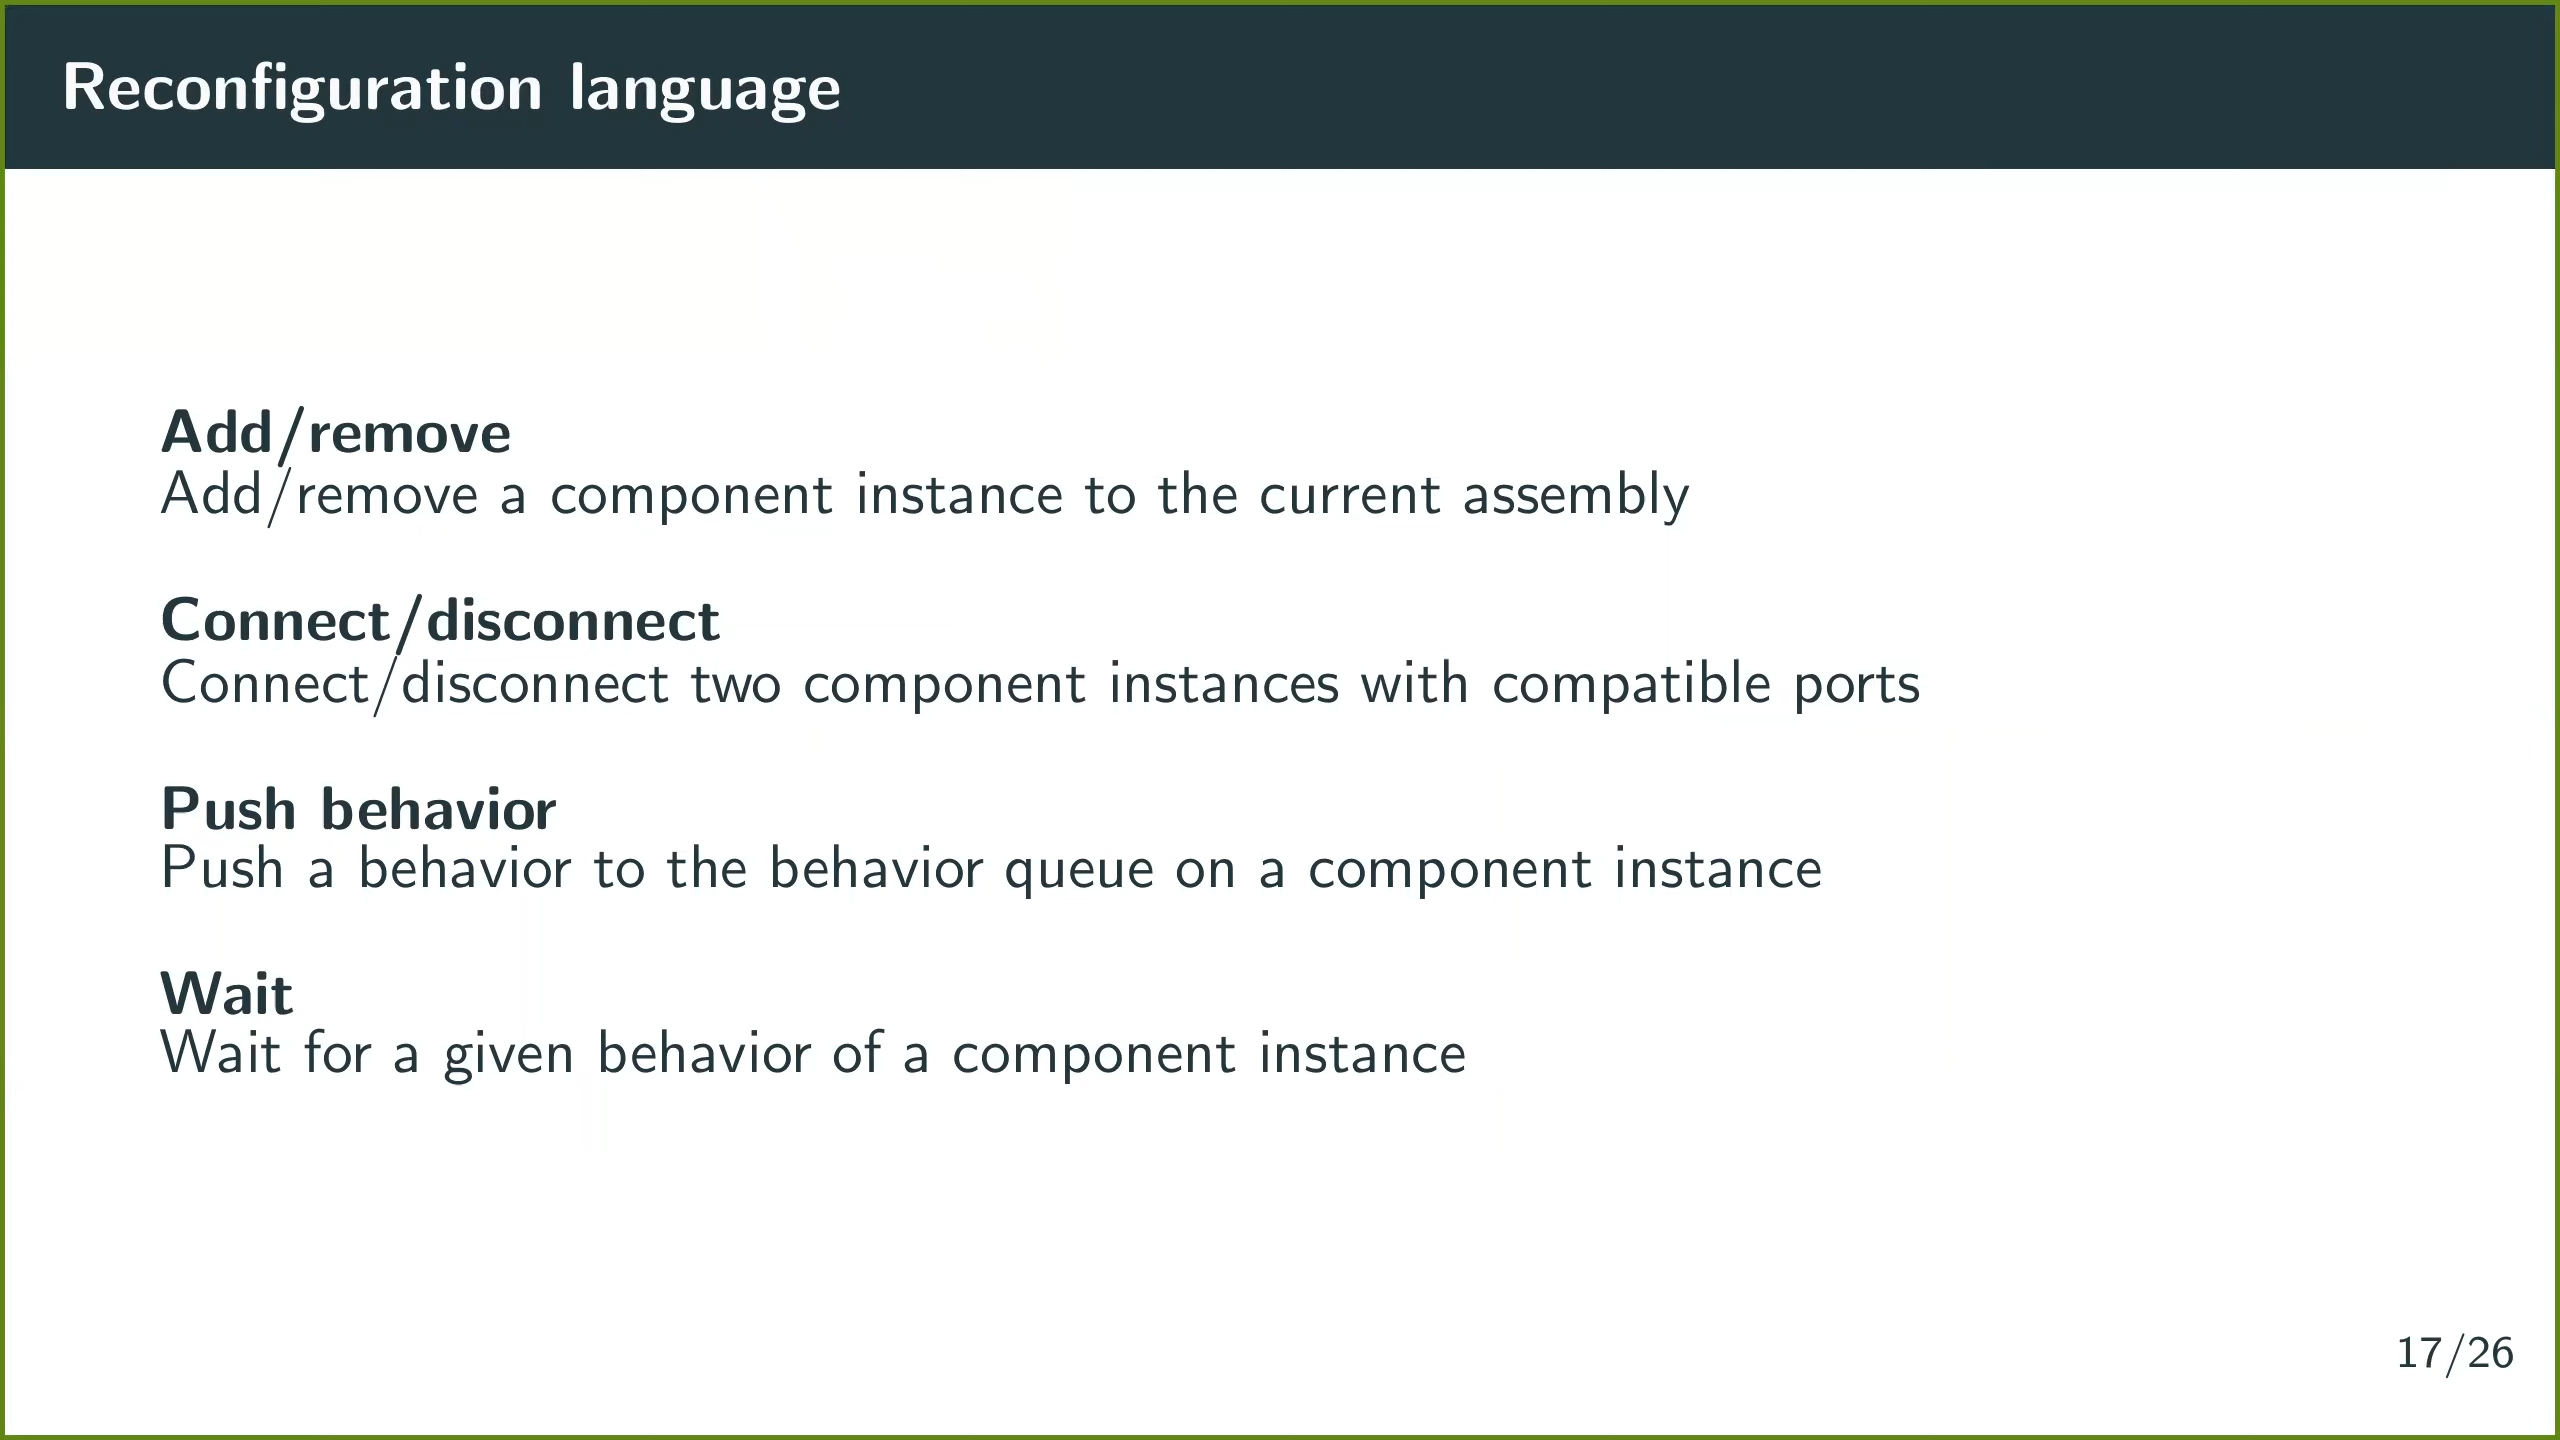 Reconfiguration language
Add/remove
Add/remove a component instance to the current assembly
Connect/disconnect
Connect/disconnect two component instances with compatible ports
Push behavior
Push a behavior to the behavior queue on a component instance
Wait
Wait for a given behavior of a component instance
17/26